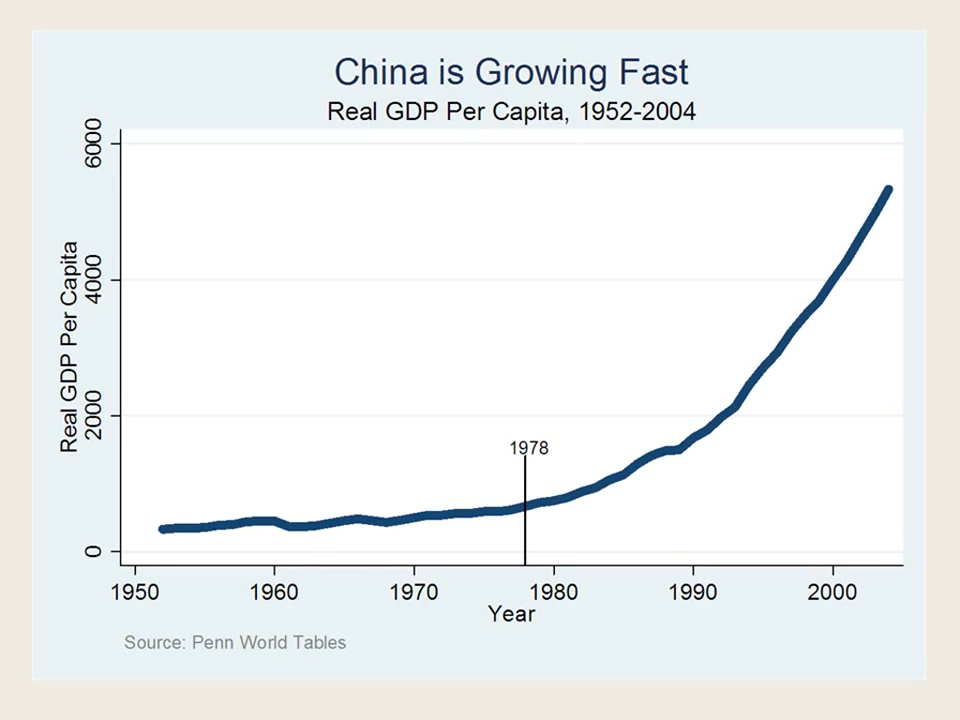 China is Growing Fast
Real GDP Per Capita, 1952-2004
Real GDP Per Capita
6000
4000
2000
0
1978
1950 1960 1970 1980 1990 2000
Year
Source: Penn World Tables